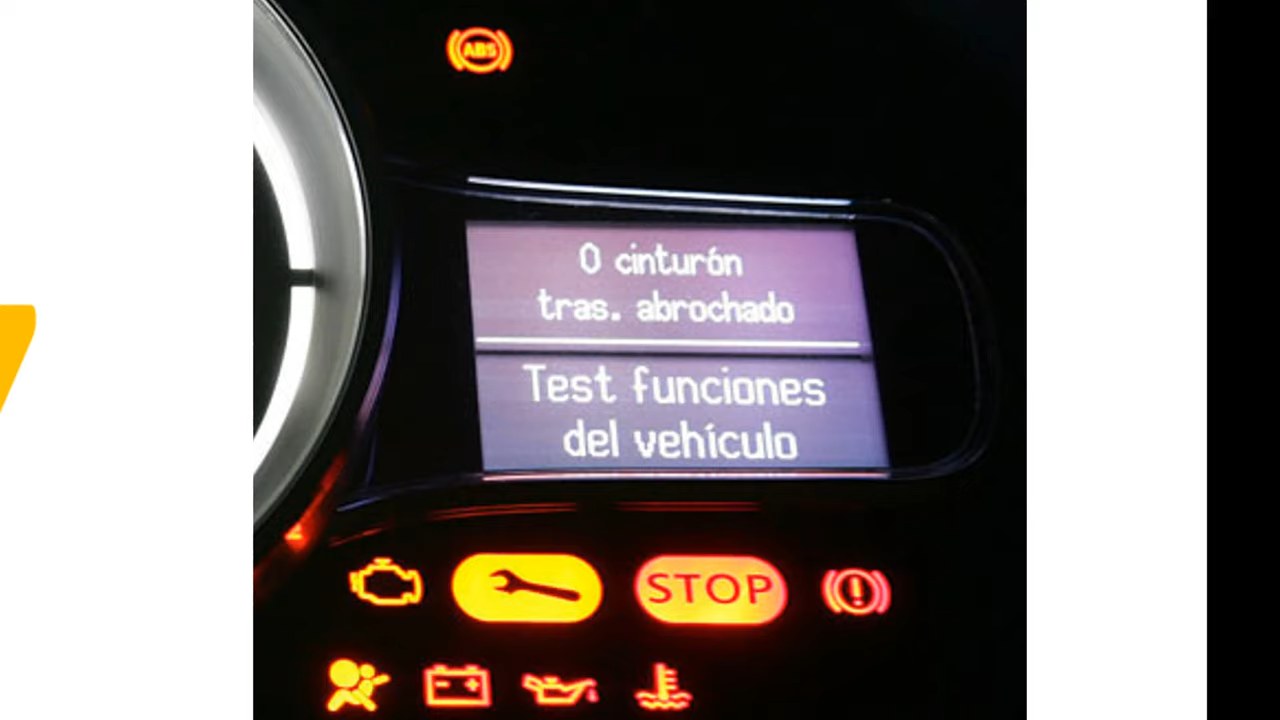 ABS
0 cinturón
tras. abrochado
Test funciones
del vehículo
STOP